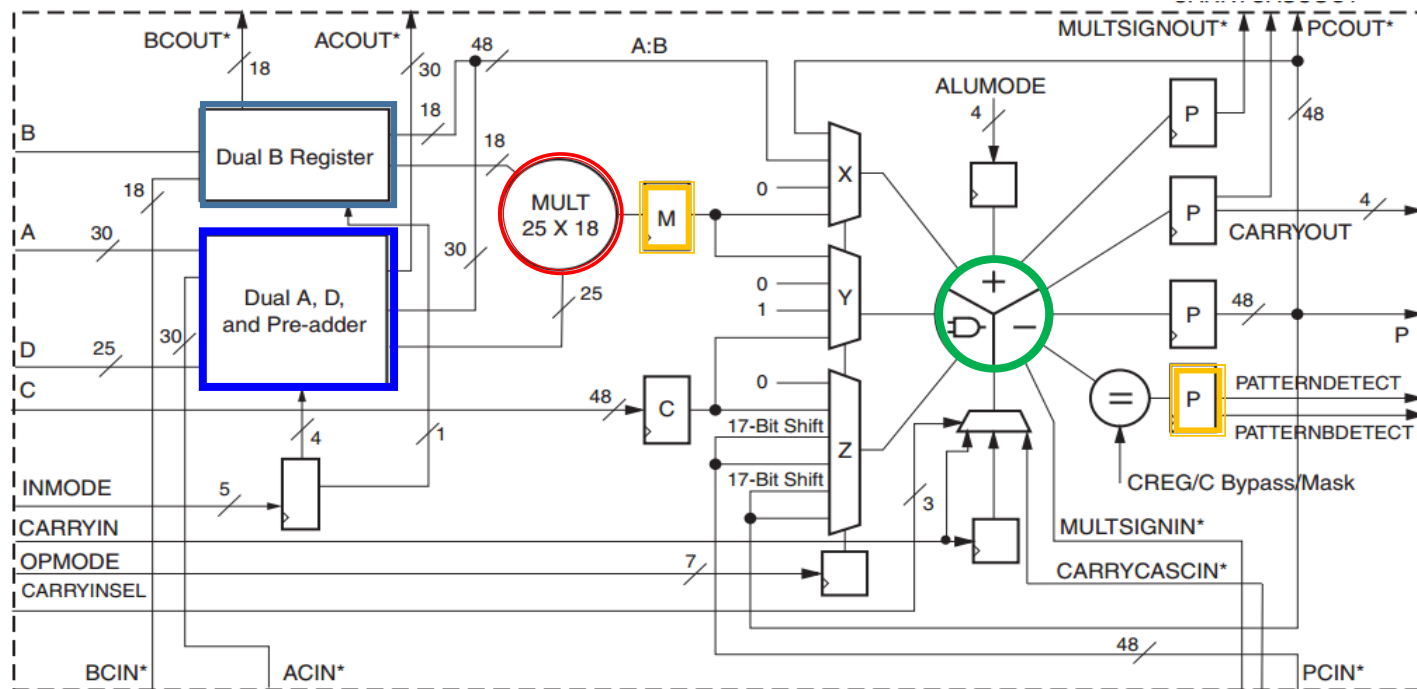 BCOUT*
ACOUT*
MULTSIGNOUT*
PCOUT*
18
30
48
A:B
ALUMODE
4
48
B
Dual B Register
18
18
18
A
30
30
MULT
25 X 18
M
0
X
P
P
4
CARRYOUT
Dual A, D,
and Pre-adder
30
25
0
1
Y
+
−
P
48
P
D
25
C
48
C
0
17-Bit Shift
17-Bit Shift
Z
=
P
PATTERNDETECT
PATTERNBDETECT
CREG/C Bypass/Mask
4
1
INMODE
5
3
CARRYIN
MULTSIGNIN*
OPMODE
7
CARRYCASCIN*
CARRYINSEL
48
BCIN*
ACIN*
PCIN*